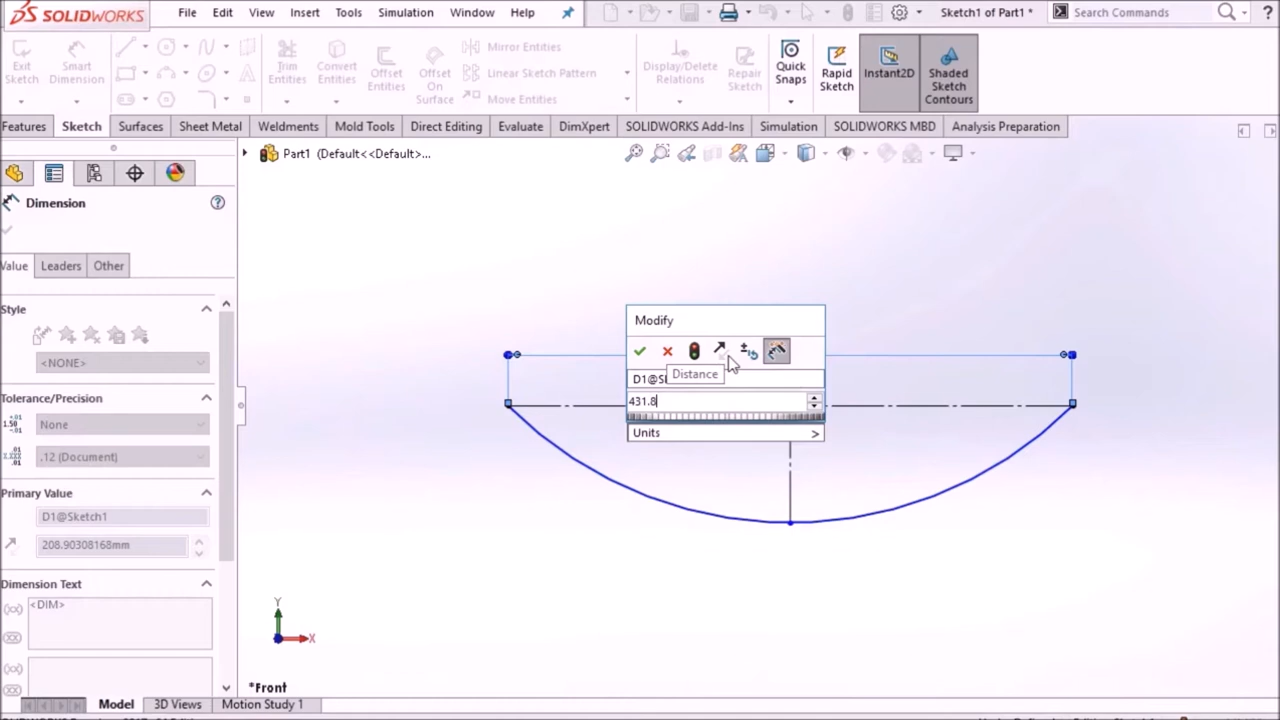 SOLIDWORKS File Edit View Insert Tools Simulation Window Help Sketch1 of Part1 * Search Commands ?
Exit Sketch
Smart Dimension
Trim Entities
Convert Entities
Offset Entities
Offset On Surface
Mirror Entities
Linear Sketch Pattern
Move Entities
Display/Delete Relations
Repair Sketch
Quick Snaps
Rapid Sketch
Instant2D
Shaded Sketch Contours
Features Sketch Surfaces Sheet Metal Weldments Mold Tools Direct Editing Evaluate DimXpert SOLIDWORKS Add-Ins Simulation SOLIDWORKS MBD Analysis Preparation
Part1 (Default<<Default>...
Dimension
Value Leaders Other
Style
<NONE>
Tolerance/Precision
None
.12 (Document)
Primary Value
D1@Sketch1
208.90308168mm
Dimension Text
<DIM>
Modify
Distance
431.8
Units >
Y
X
*Front
Model 3D Views Motion Study 1